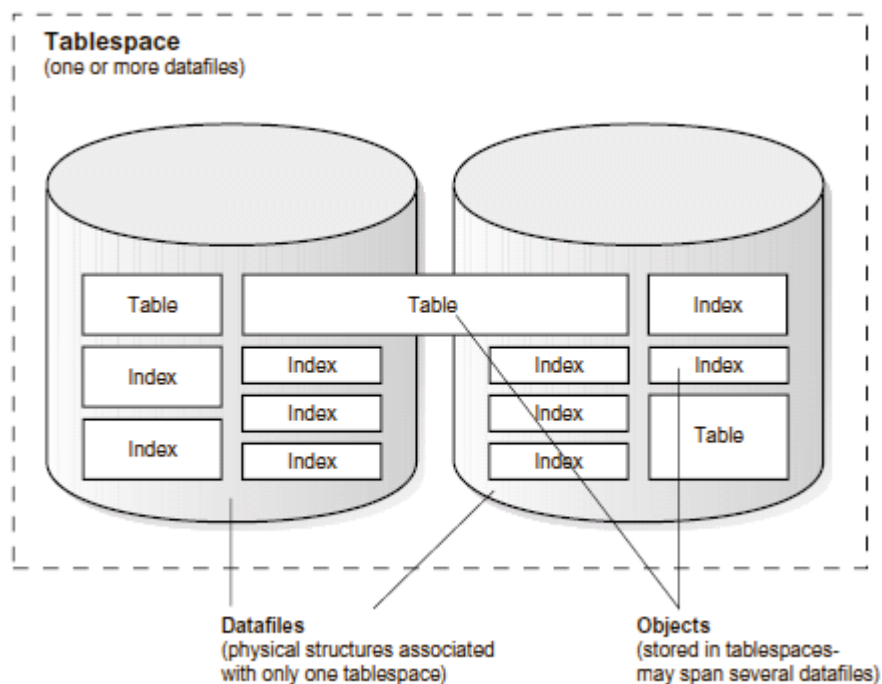 Tablespace
(one or more datafiles)
Table
Table
Index
Index
Index
Index
Index
Index
Index
Index
Table
Index
Index
Index
Datafiles
(physical structures associated
with only one tablespace)
Objects
(stored in tablespaces-
may span several datafiles)